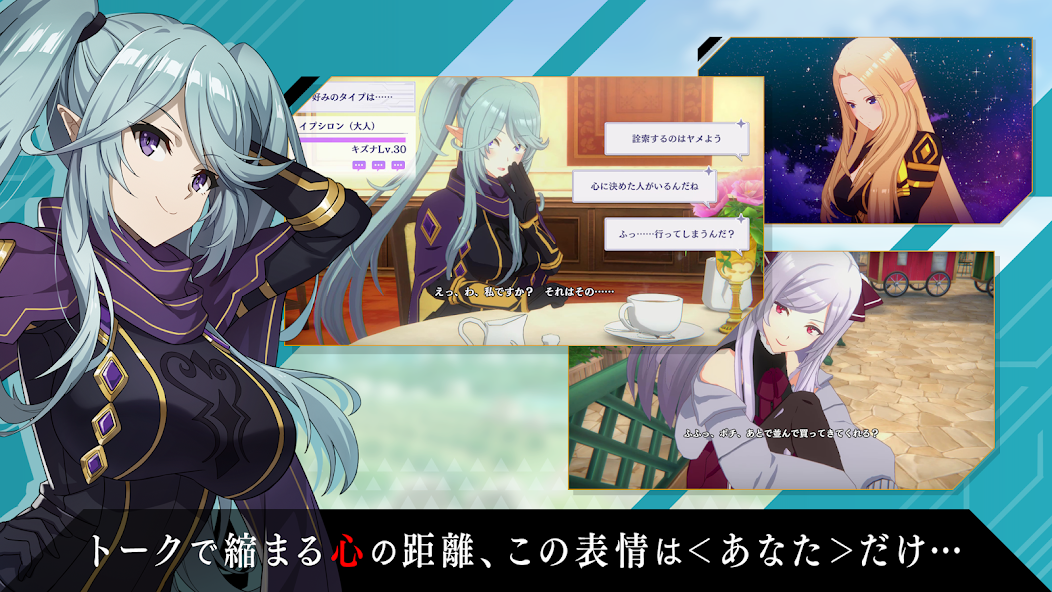 好みのタイプは……
イプシロン（大人）
キズナLv.30
詮索するのはヤメよう
心に決めた人がいるんだね
ふっ……行ってしまうんだ？
えっ、わ、私ですか？　それはその……
ふふっ、ポチ、あとで並んで買ってきてくれる？
トークで縮まる心の距離、この表情は＜あなた＞だけ…